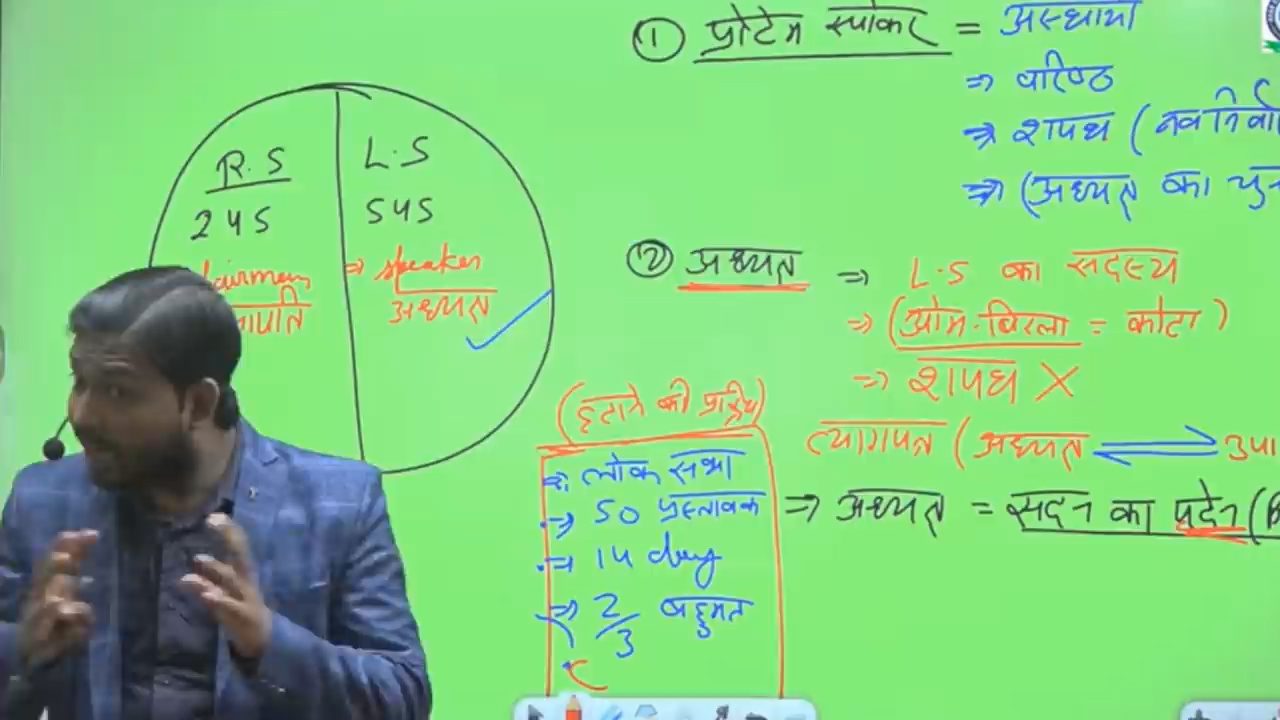 ① प्रोटेम स्पीकर = अस्थायी
⇒ वरिष्ठ
⇒ शपथ (नवनिर्वा
⇒ (अध्यक्ष का चुन
R.S
245
L.S
545
⇒ speaker
अध्यक्ष
② अध्यक्ष ⇒ L.S का सदस्य
⇒ (ओम बिरला = कोटा)
⇒ शपथ X
त्यागपत्र (अध्यक्ष ⇌ उपा
⇒ अध्यक्ष = सदन का पदेन (
(हटाने की प्रक्रिया)
⇒ लोक सभा
⇒ 50 प्रस्तावक
⇒ 14 day
⇒ 2/3 बहुमत